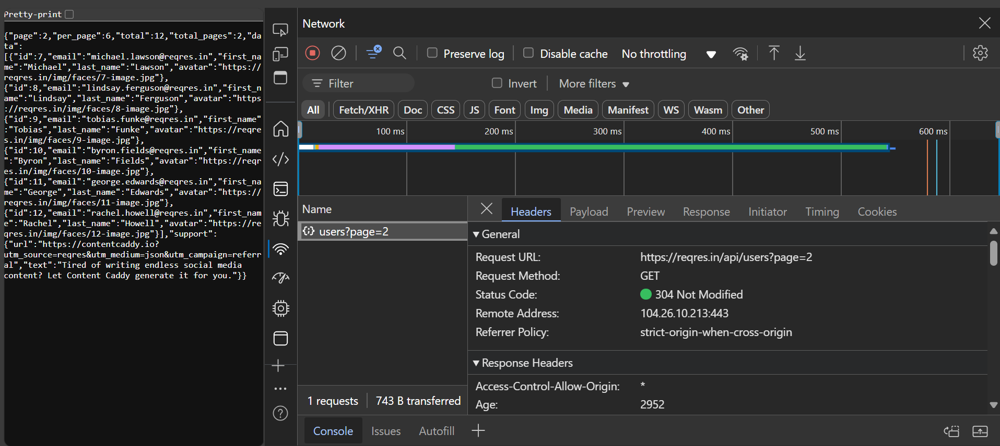 Pretty-print
{"page":2,"per_page":6,"total":12,"total_pages":2,"da
ta":
[{"id":7,"email":"michael.lawson@reqres.in","first_na
me":"Michael","last_name":"Lawson","avatar":"https://
reqres.in/img/faces/7-image.jpg"},
{"id":8,"email":"lindsay.ferguson@reqres.in","first_n
ame":"Lindsay","last_name":"Ferguson","avatar":"https
://reqres.in/img/faces/8-image.jpg"},
{"id":9,"email":"tobias.funke@reqres.in","first_name"
:"Tobias","last_name":"Funke","avatar":"https://reqre
s.in/img/faces/9-image.jpg"},
{"id":10,"email":"byron.fields@reqres.in","first_name
":"Byron","last_name":"Fields","avatar":"https://reqr
es.in/img/faces/10-image.jpg"},
{"id":11,"email":"george.edwards@reqres.in","first_na
me":"George","last_name":"Edwards","avatar":"https://
reqres.in/img/faces/11-image.jpg"},
{"id":12,"email":"rachel.howell@reqres.in","first_nam
e":"Rachel","last_name":"Howell","avatar":"https://re
qres.in/img/faces/12-image.jpg"}],"support":
{"url":"https://contentcaddy.io?
utm_source=reqres&utm_medium=json&utm_campaign=referr
al","text":"Tired of writing endless social media
content? Let Content Caddy generate it for you."}}
Network
Preserve log Disable cache No throttling
Filter Invert More filters
All Fetch/XHR Doc CSS JS Font Img Media Manifest WS Wasm Other
100 ms 200 ms 300 ms 400 ms 500 ms 600 ms
Name
users?page=2
1 requests 743 B transferred
Headers Payload Preview Response Initiator Timing Cookies
General
Request URL: https://reqres.in/api/users?page=2
Request Method: GET
Status Code: 304 Not Modified
Remote Address: 104.26.10.213:443
Referrer Policy: strict-origin-when-cross-origin
Response Headers
Access-Control-Allow-Origin: *
Age: 2952
Console Issues Autofill